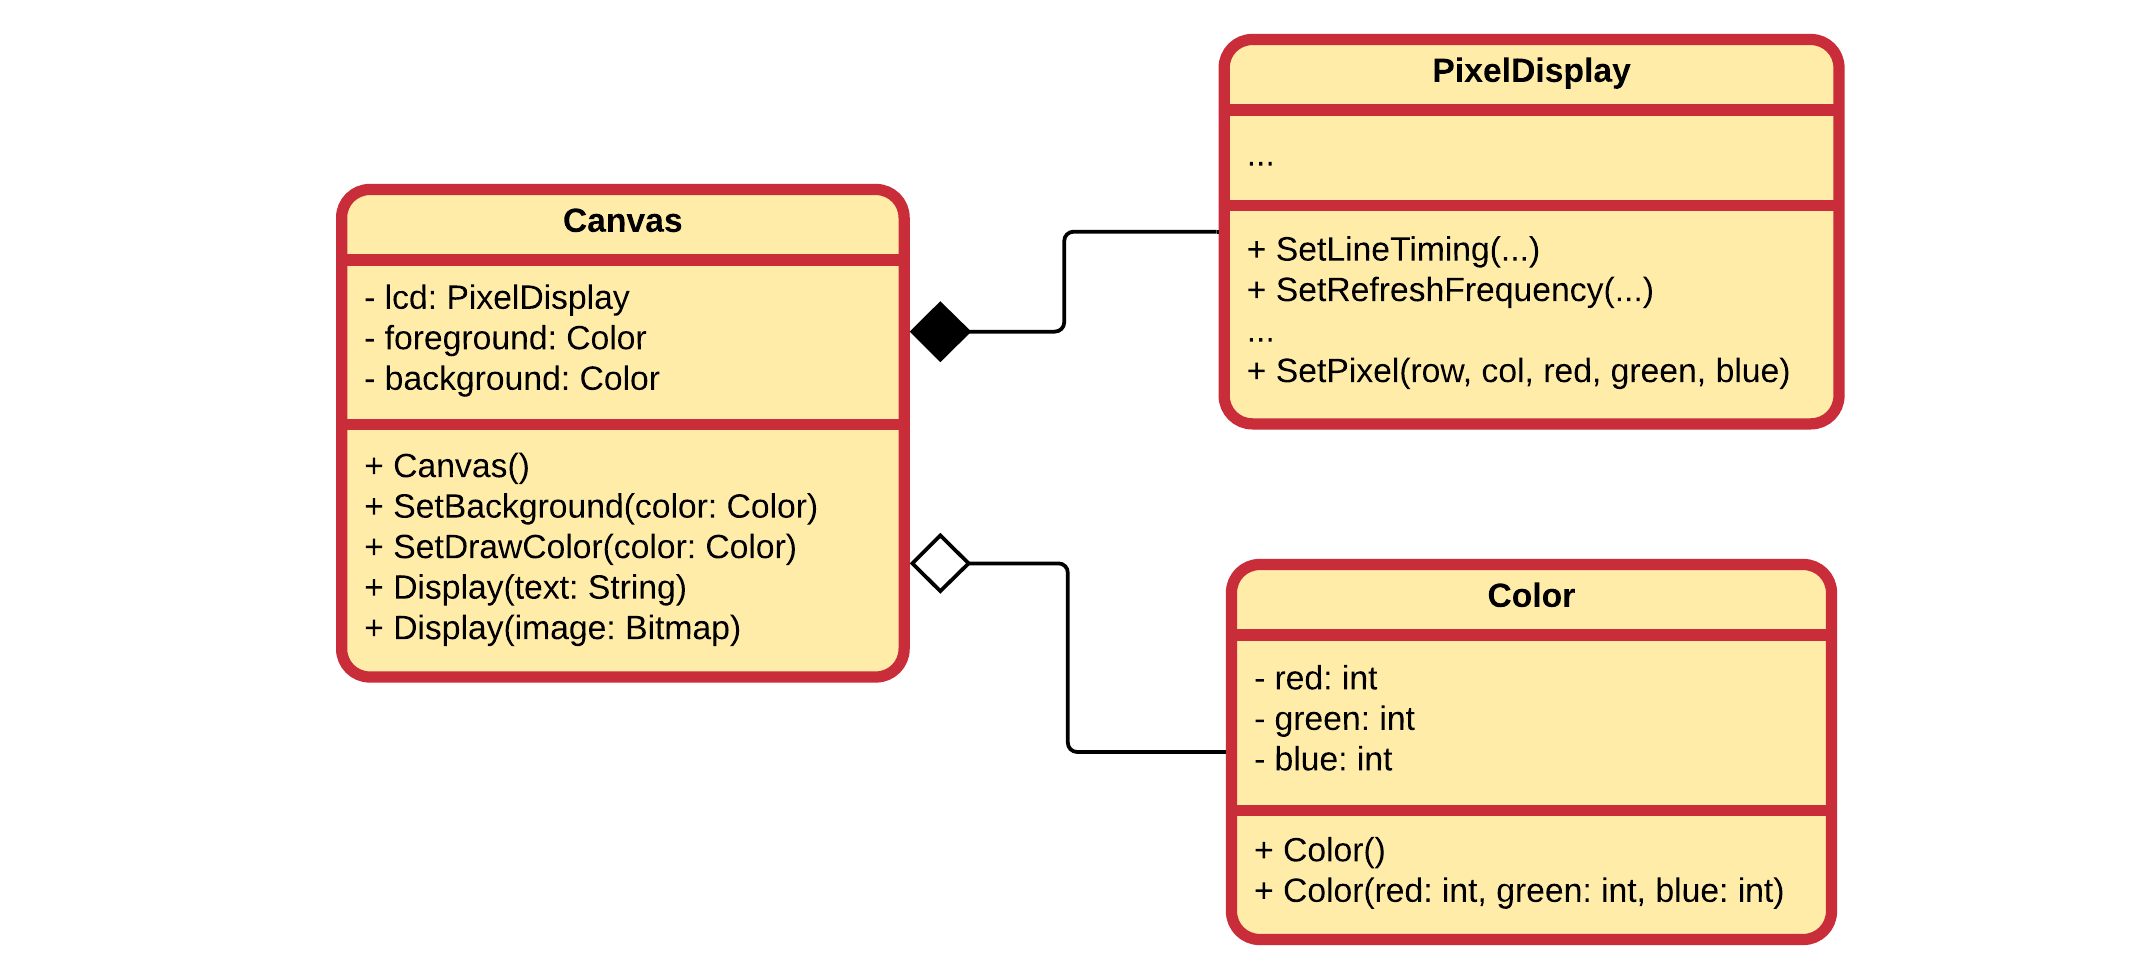 Canvas
- lcd: PixelDisplay
- foreground: Color
- background: Color
+ Canvas()
+ SetBackground(color: Color)
+ SetDrawColor(color: Color)
+ Display(text: String)
+ Display(image: Bitmap)
PixelDisplay
...
+ SetLineTiming(...)
+ SetRefreshFrequency(...)
...
+ SetPixel(row, col, red, green, blue)
Color
- red: int
- green: int
- blue: int
+ Color()
+ Color(red: int, green: int, blue: int)